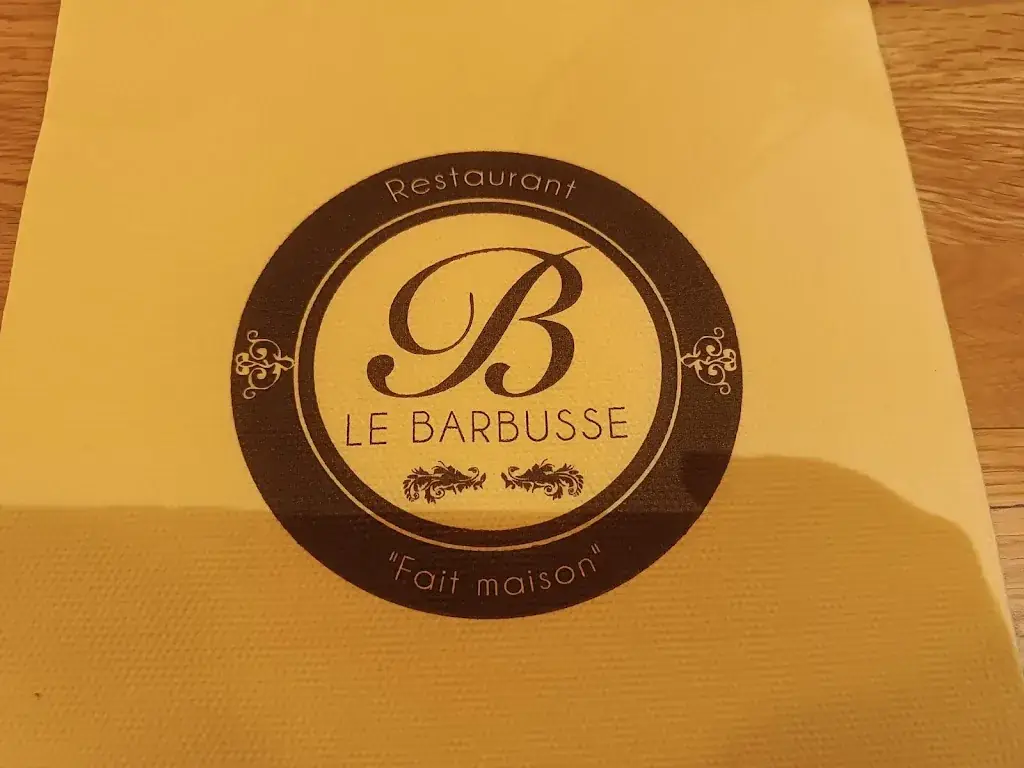 Restaurant
B
LE BARBUSSE
"Fait maison"